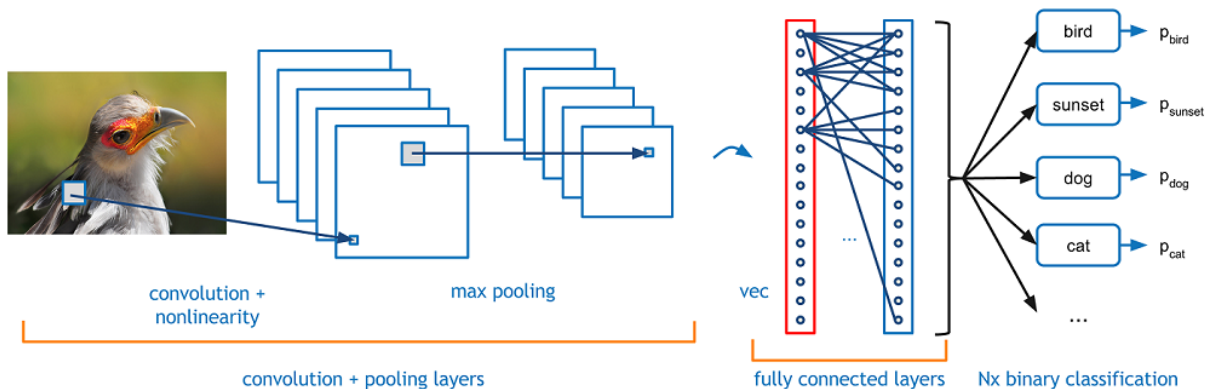 bird
p_bird
sunset
p_sunset
dog
p_dog
cat
p_cat
...
...
convolution +
nonlinearity
max pooling
vec
convolution + pooling layers
fully connected layers
Nx binary classification